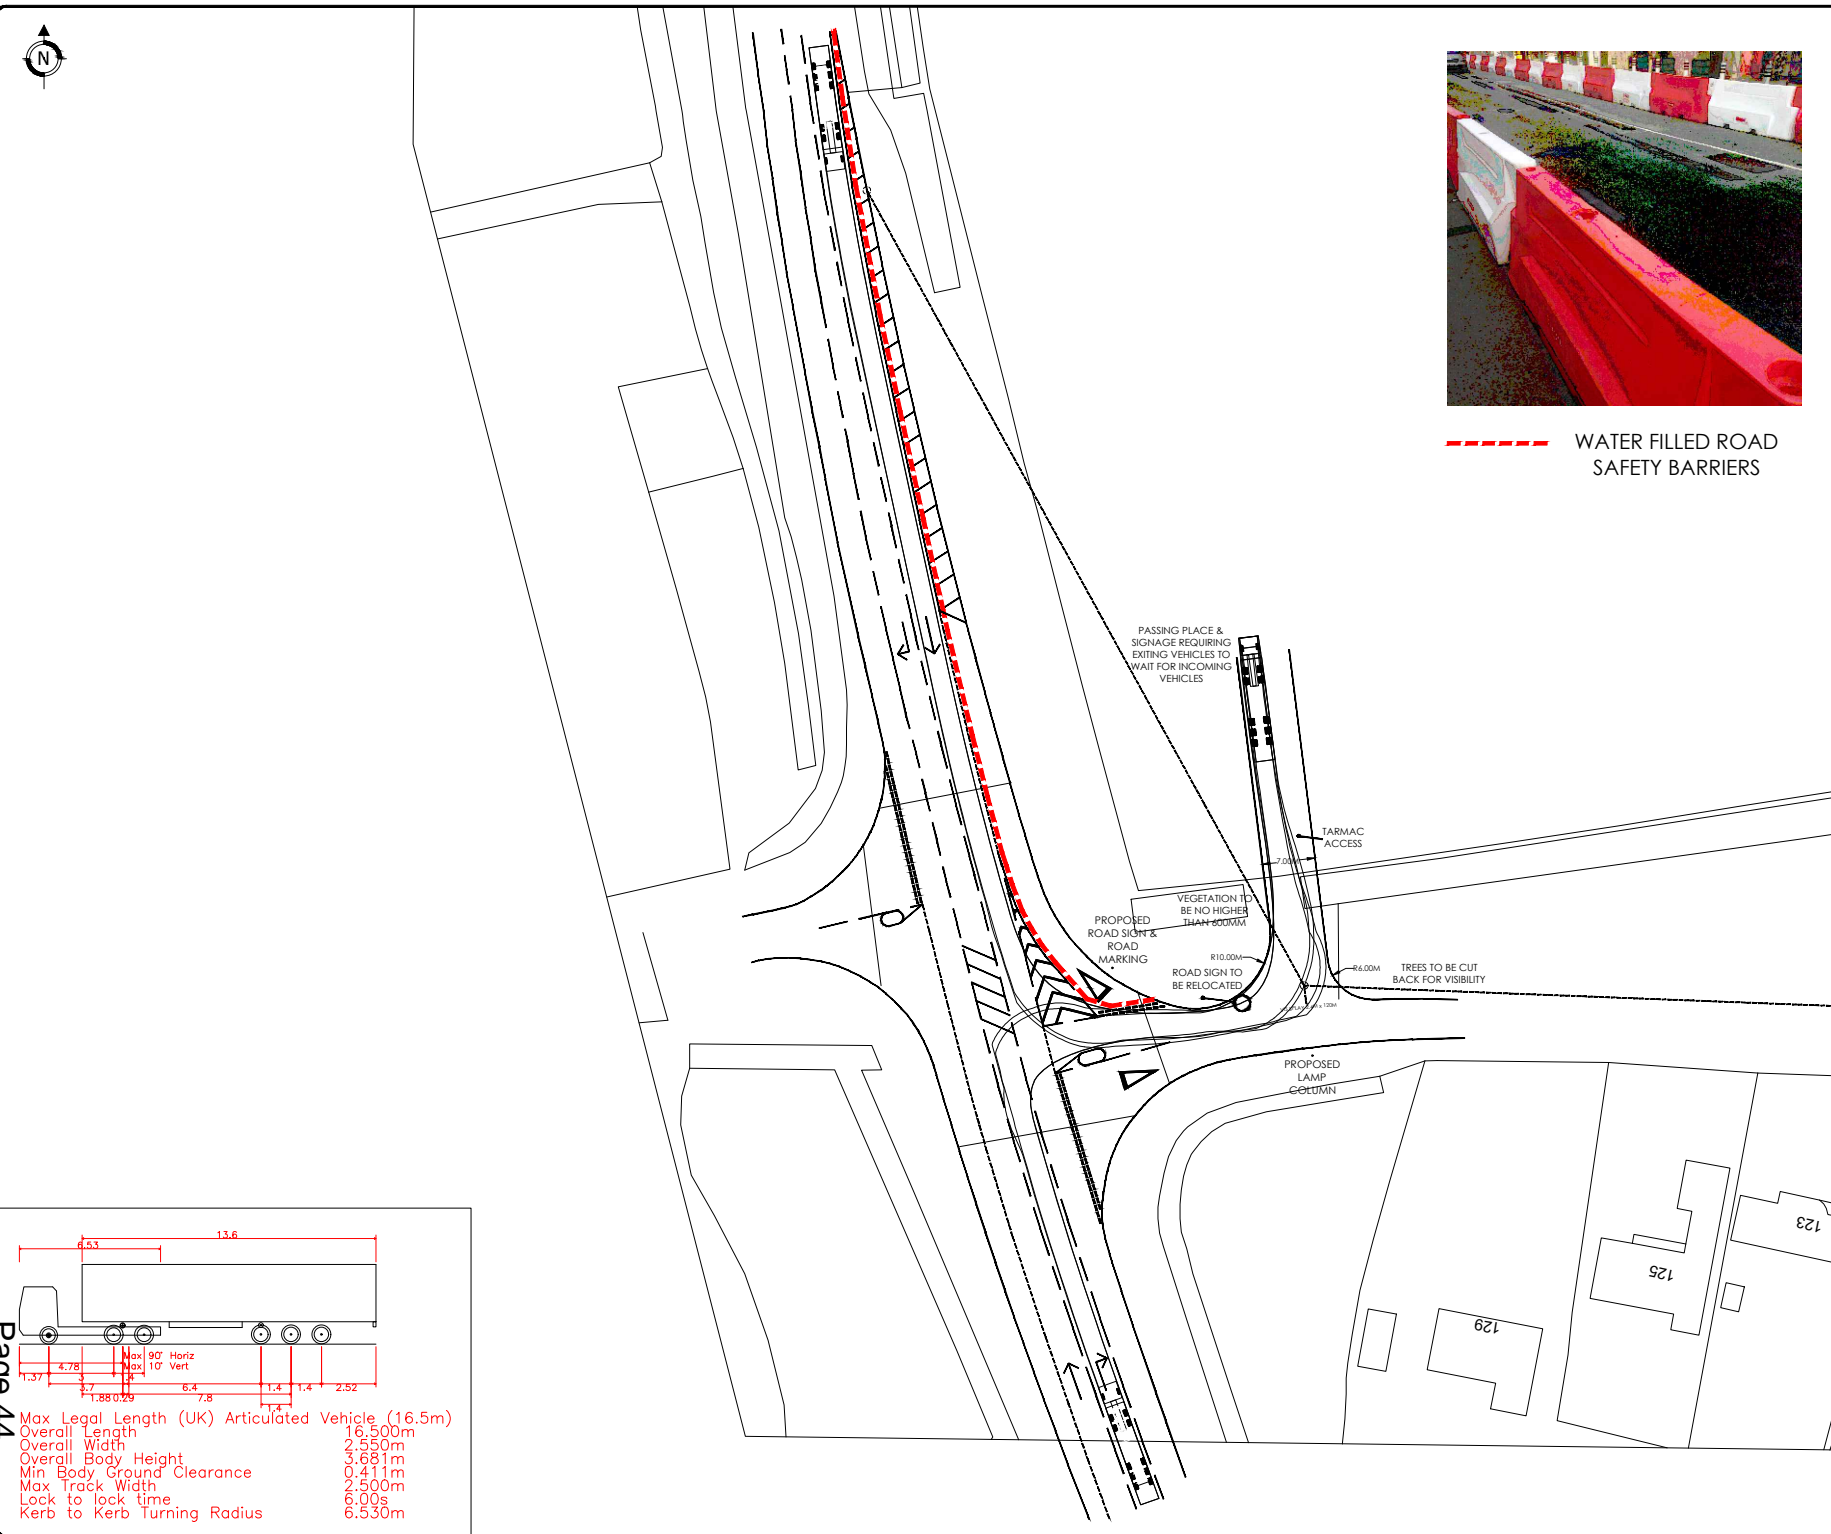 N
WATER FILLED ROAD
SAFETY BARRIERS
PASSING PLACE &
SIGNAGE REQUIRING
EXITING VEHICLES TO
WAIT FOR INCOMING
VEHICLES
TARMAC
ACCESS
7.00M
VEGETATION TO
BE NO HIGHER
THAN 600MM
PROPOSED
ROAD SIGN &
ROAD
MARKING
R10.00M
ROAD SIGN TO
BE RELOCATED
R6.00M
TREES TO BE CUT
BACK FOR VISIBILITY
PROPOSED
LAMP
COLUMN
123
125
129
13.6
6.53
Max 90° Horiz
Max 10° Vert
4.78
1.37
3
3.7
6.4
1.4
1.4
2.52
1.88
0.29
7.8
1.4
Page 44
Max Legal Length (UK) Articulated Vehicle (16.5m)
Overall Length 16.500m
Overall Width 2.550m
Overall Body Height 3.681m
Min Body Ground Clearance 0.411m
Max Track Width 2.500m
Lock to lock time 6.00s
Kerb to Kerb Turning Radius 6.530m